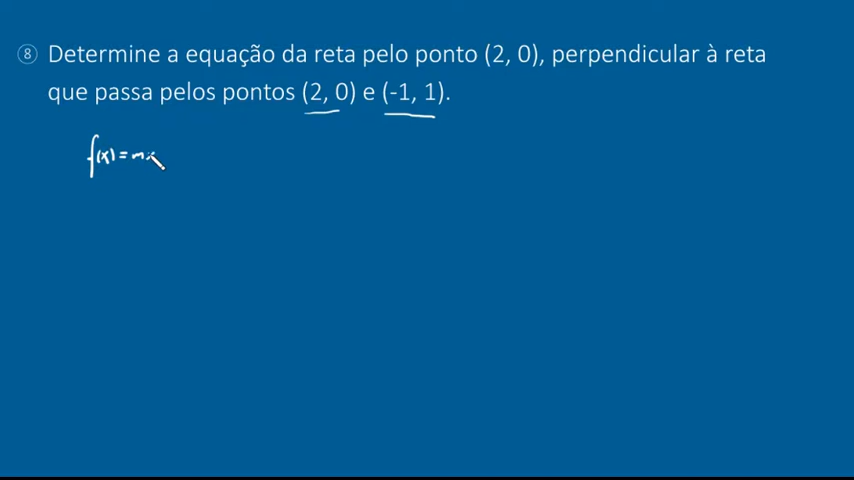 ⑧ Determine a equação da reta pelo ponto (2, 0), perpendicular à reta
que passa pelos pontos (2, 0) e (-1, 1).
f(x) = mx